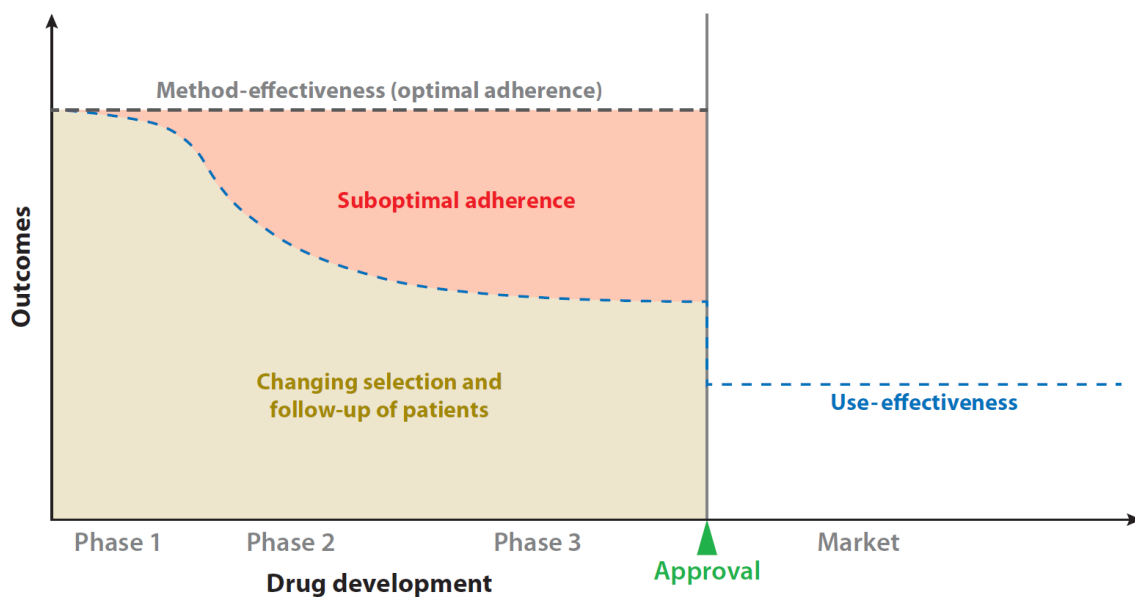 Method-effectiveness (optimal adherence)
Suboptimal adherence
Outcomes
Changing selection and
follow-up of patients
Use-effectiveness
Phase 1
Phase 2
Phase 3
Market
Approval
Drug development